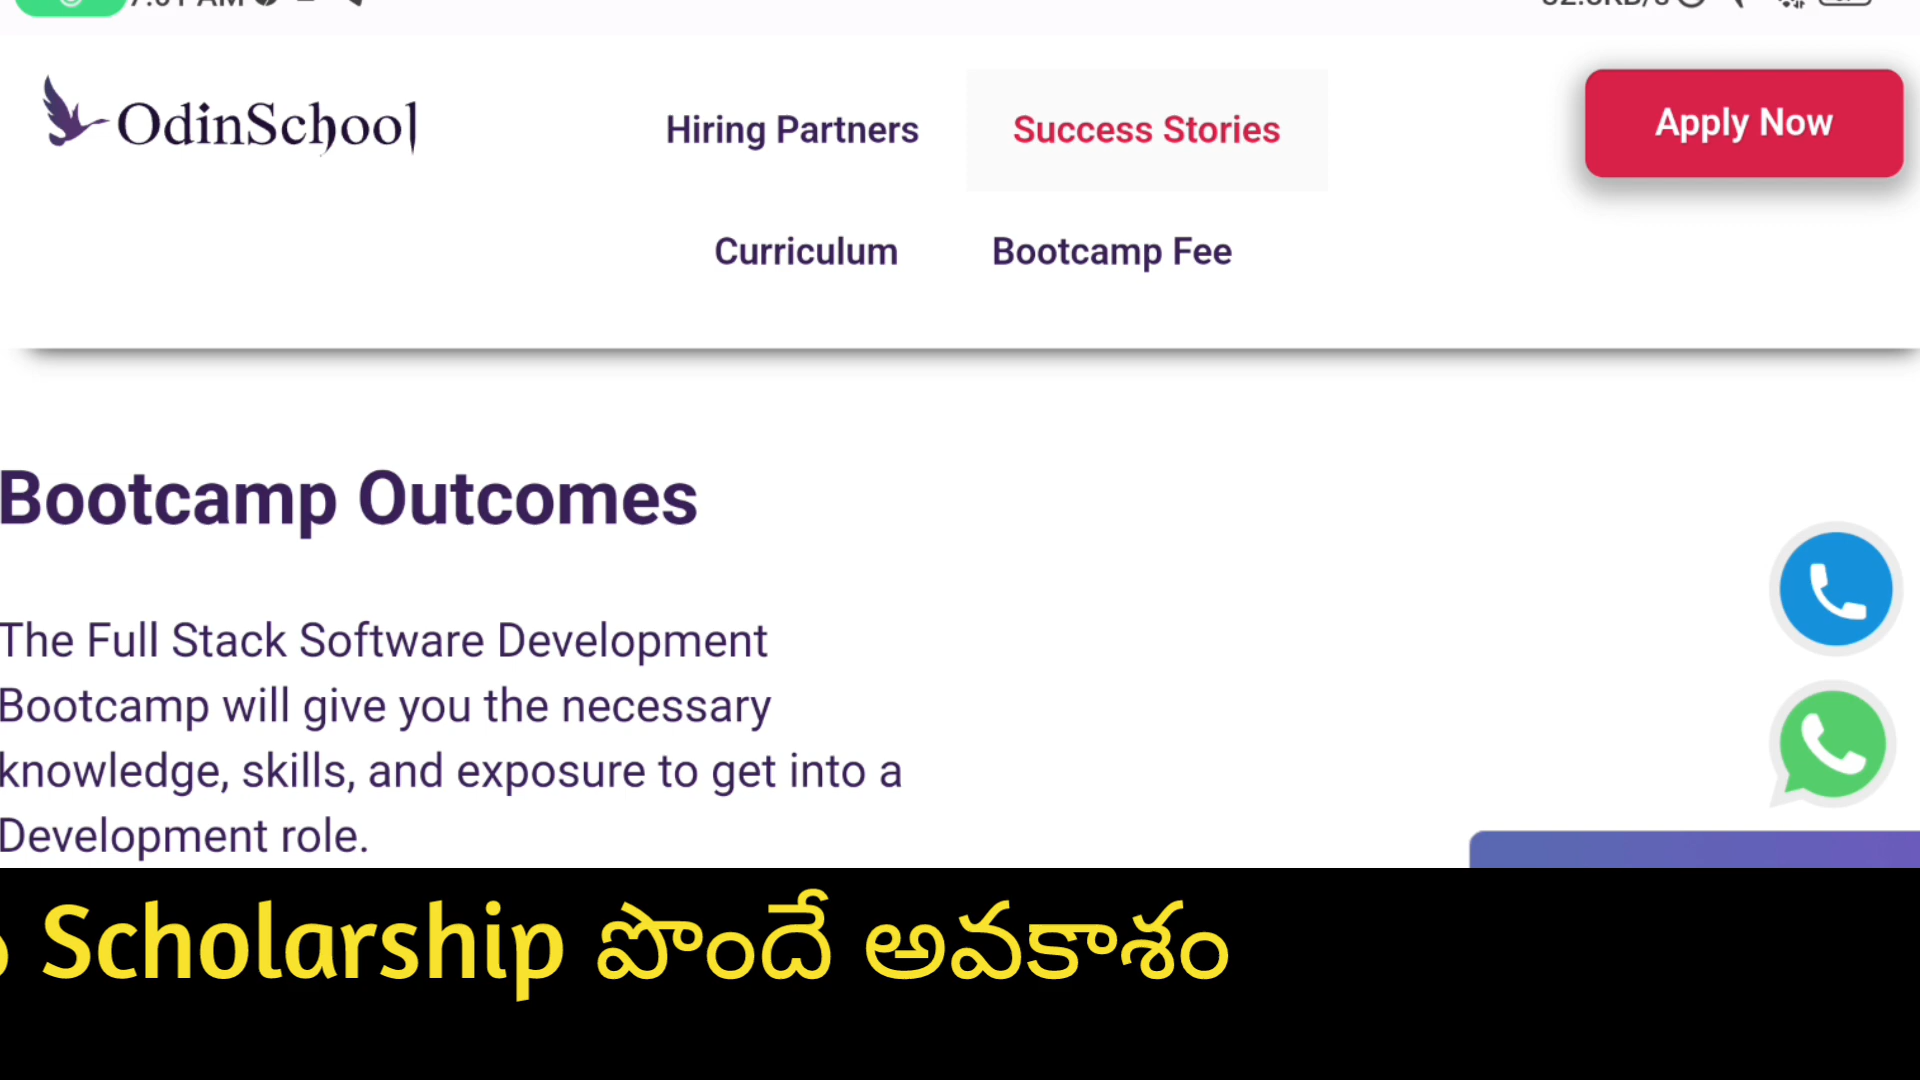 OdinSchool
Hiring Partners
Success Stories
Apply Now
Curriculum
Bootcamp Fee
Bootcamp Outcomes
The Full Stack Software Development
Bootcamp will give you the necessary
knowledge, skills, and exposure to get into a
Development role.
Scholarship పొందే అవకాశం